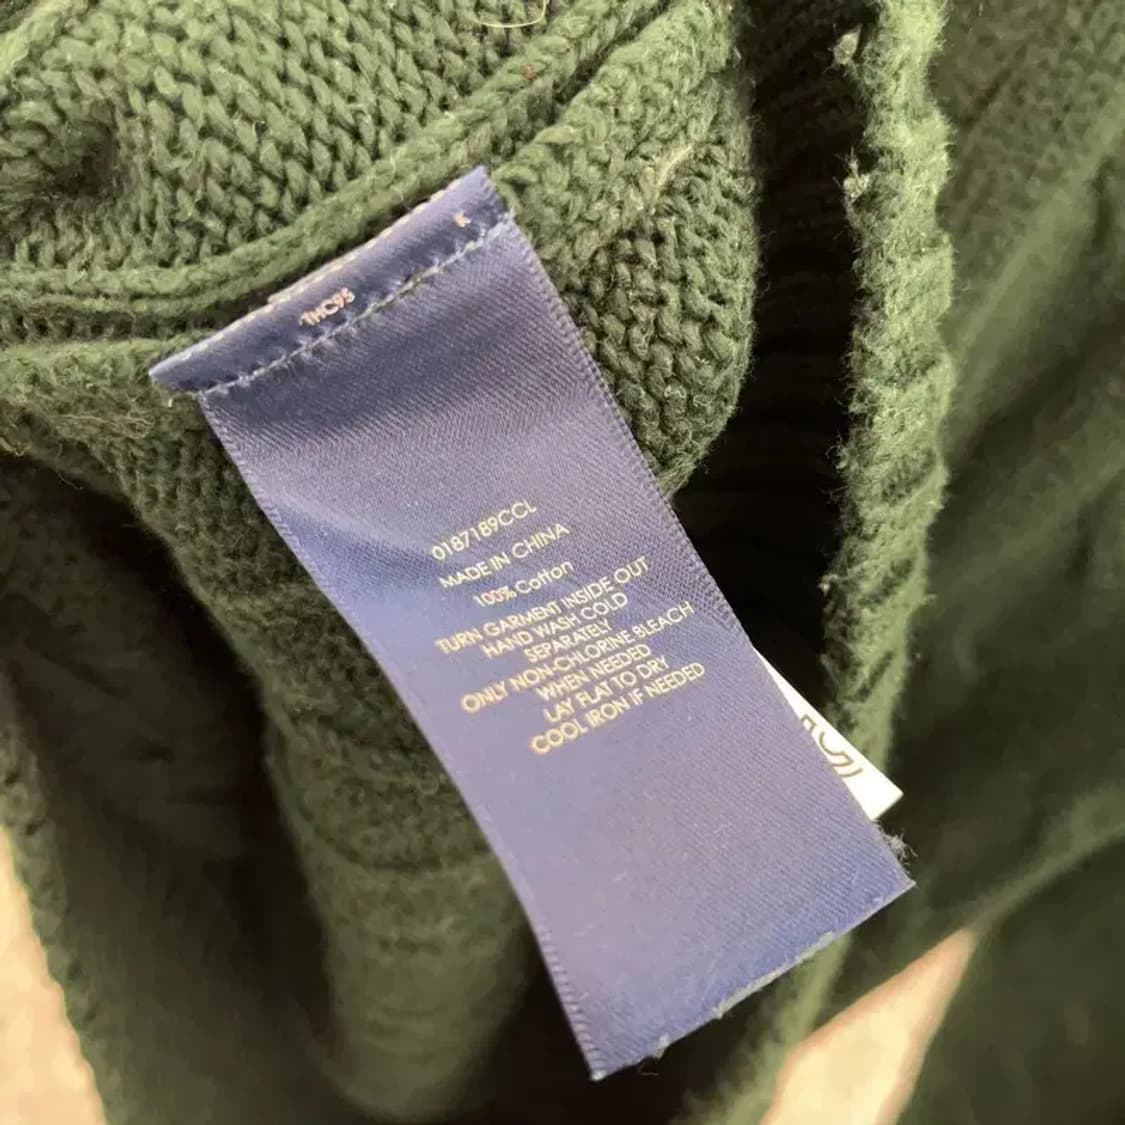 K
THC95
0187189CCL
MADE IN CHINA
100% Cotton
TURN GARMENT INSIDE OUT
HAND WASH COLD
SEPARATELY
ONLY NON-CHLORINE BLEACH
WHEN NEEDED
LAY FLAT TO DRY
COOL IRON IF NEEDED